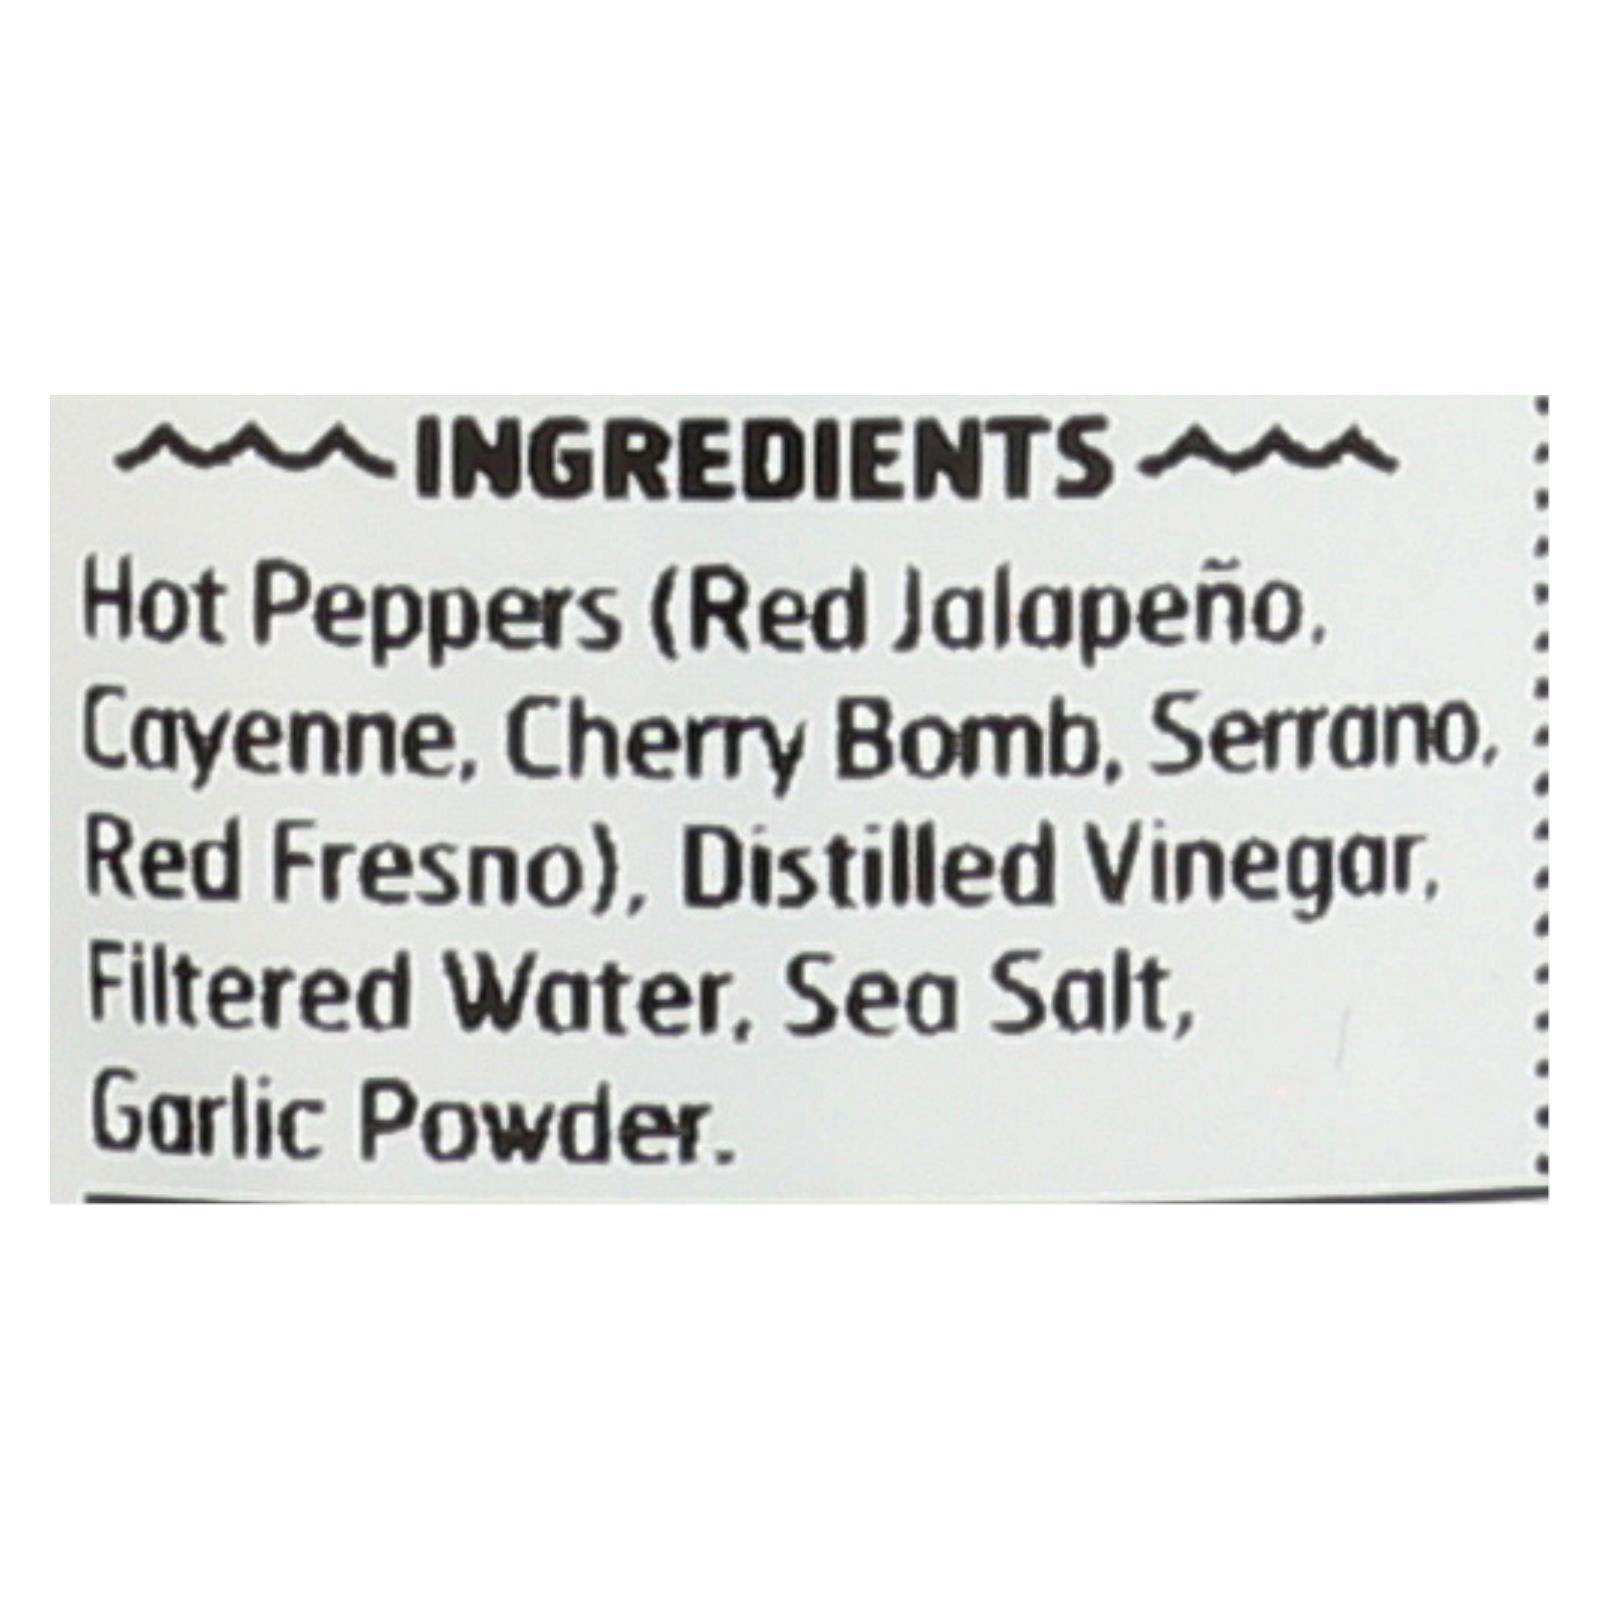 INGREDIENTS
Hot Peppers (Red Jalapeño,
Cayenne, Cherry Bomb, Serrano,
Red Fresno), Distilled Vinegar,
Filtered Water, Sea Salt,
Garlic Powder.